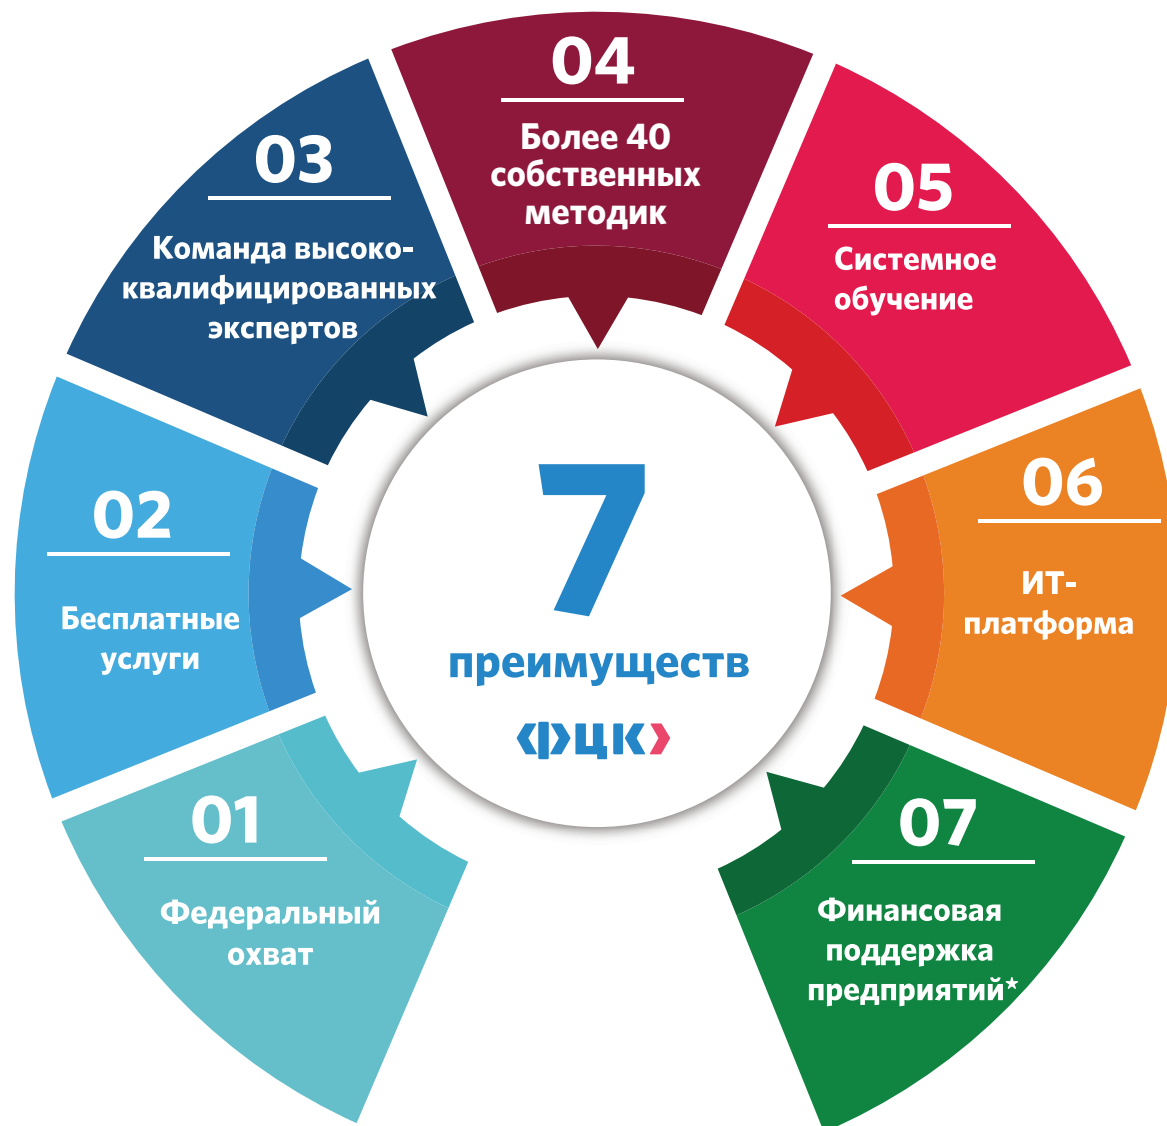 01
Федеральный
охват
02
Бесплатные
услуги
03
Команда высоко-
квалифицированных
экспертов
04
Более 40
собственных
методик
05
Системное
обучение
06
ИТ-
платформа
07
Финансовая
поддержка
предприятий*
7
преимуществ
ФЦК